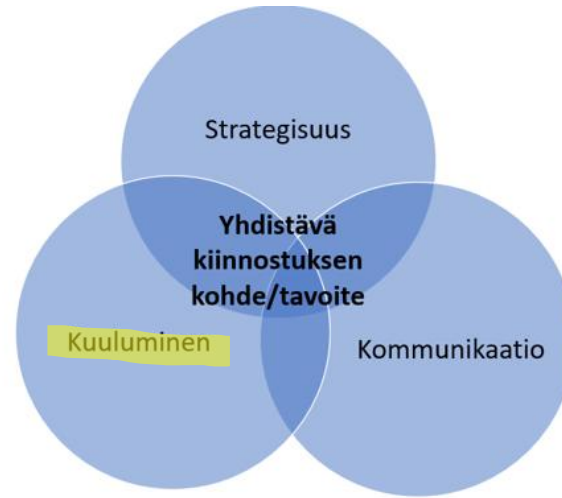 Strategisuus
Yhdistävä
kiinnostuksen
kohde/tavoite
Kuuluminen
Kommunikaatio